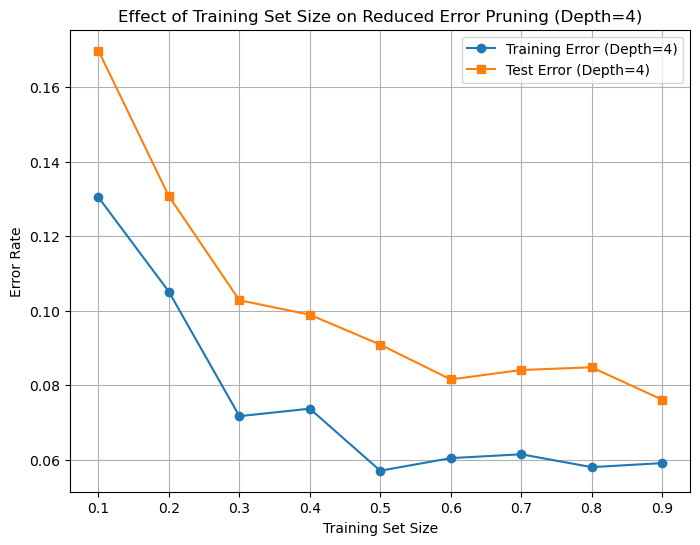 Effect of Training Set Size on Reduced Error Pruning (Depth=4)
Training Error (Depth=4)
Test Error (Depth=4)
Error Rate
0.16
0.14
0.12
0.10
0.08
0.06
0.1 0.2 0.3 0.4 0.5 0.6 0.7 0.8 0.9
Training Set Size